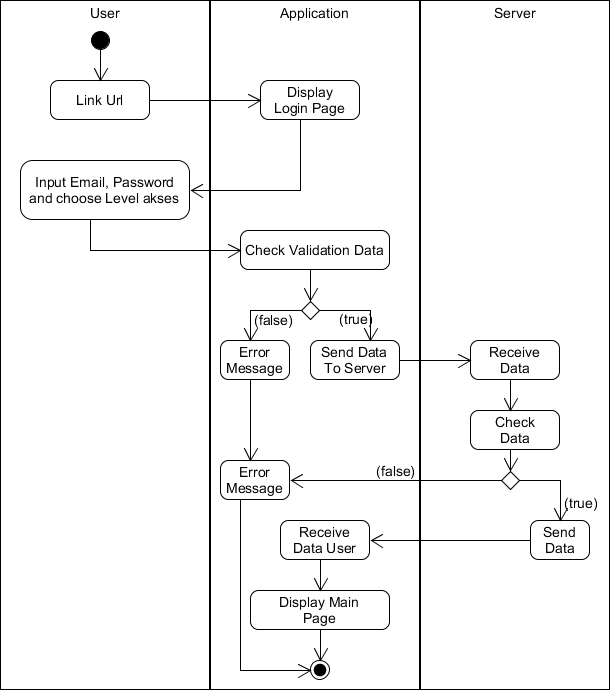 User
Application
Server
Link Url
Display
Login Page
Input Email, Password
and choose Level akses
Check Validation Data
(false)
(true)
Error
Message
Send Data
To Server
Receive
Data
Check
Data
(false)
(true)
Error
Message
Receive
Data User
Send
Data
Display Main
Page